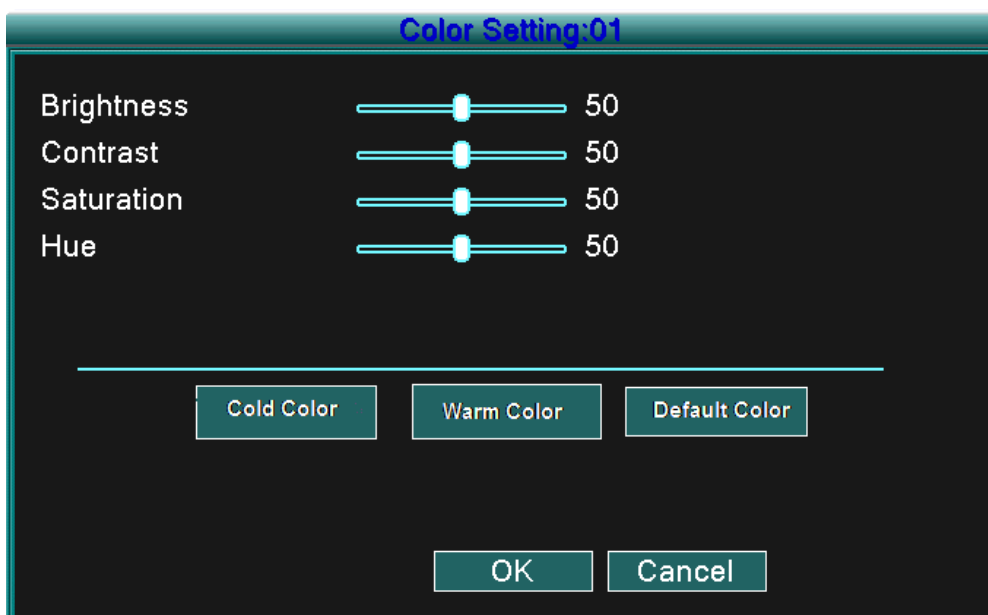 Color Setting:01
Brightness 50
Contrast 50
Saturation 50
Hue 50
Cold Color Warm Color Default Color
OK Cancel